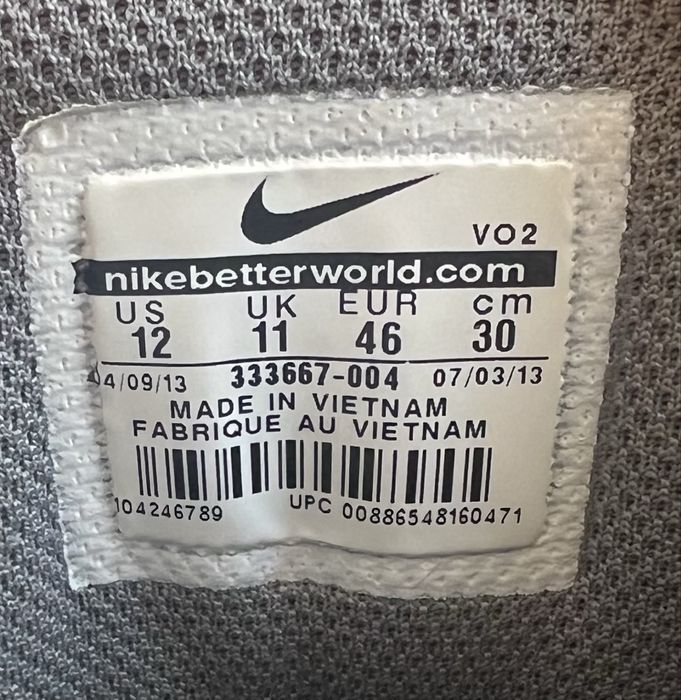 VO2
nikebetterworld.com
US UK EUR cm
12 11 46 30
04/09/13 333667-004 07/03/13
MADE IN VIETNAM
FABRIQUE AU VIETNAM
104246789 UPC 00886548160471